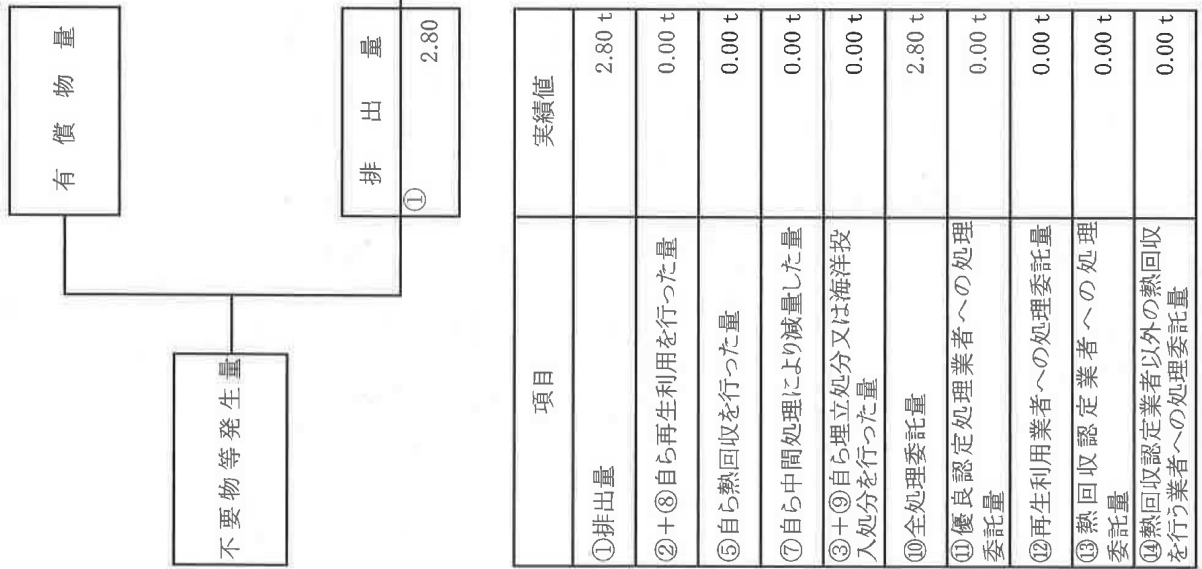 有償物量
不要物等発生量
排出量
①
2.80
項目 実績値
①排出量 2.80 t
②＋⑧自ら再生利用を行った量 0.00 t
⑤自ら熱回収を行った量 0.00 t
⑦自ら中間処理により減量した量 0.00 t
③＋⑨自ら埋立処分又は海洋投
入処分を行った量 0.00 t
⑩全処理委託量 2.80 t
⑪優良認定処理業者への処理
委託量 0.00 t
⑫再生利用業者への処理委託量 0.00 t
⑬熱回収認定業者への処理
委託量 0.00 t
⑭熱回収認定業者以外の熱回収
を行う業者への処理委託量 0.00 t